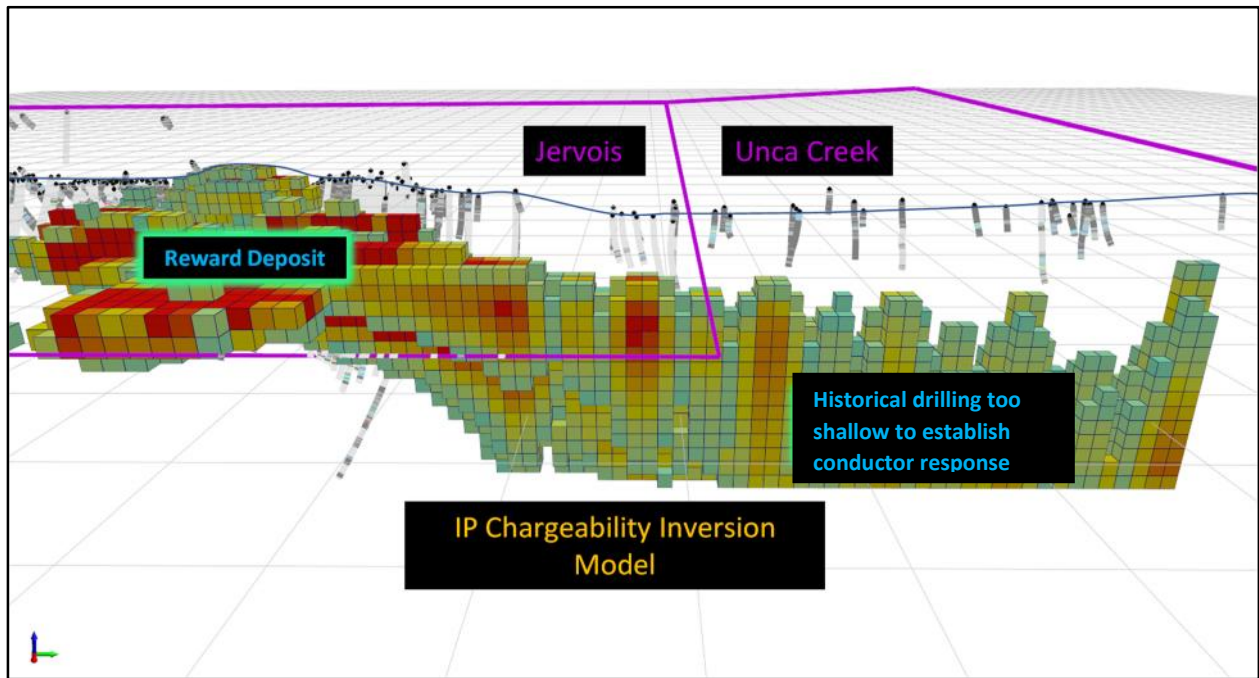 Jervois
Unca Creek
Reward Deposit
Historical drilling too
shallow to establish
conductor response
IP Chargeability Inversion
Model